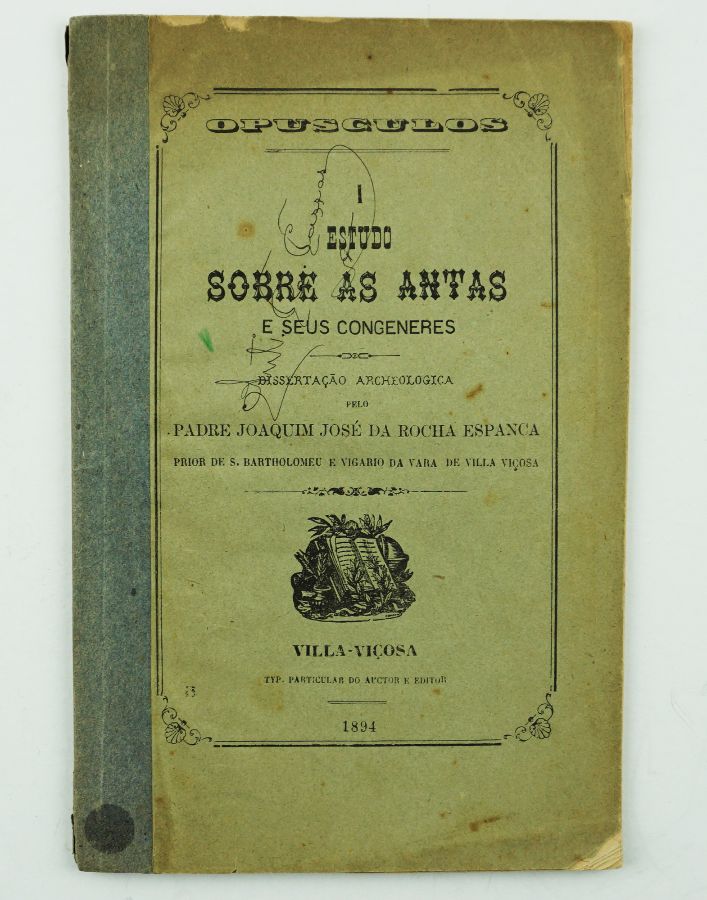 OPUSCULOS
I
ESTUDO
SOBRE AS ANTAS
E SEUS CONGENERES
DISSERTAÇÃO ARCHEOLOGICA
PELO
PADRE JOAQUIM JOSÉ DA ROCHA ESPANCA
PRIOR DE S. BARTHOLOMEU E VIGARIO DA VARA DE VILLA VIÇOSA
VILLA-VIÇOSA
TYP. PARTICULAR DO AUCTOR E EDITOR
1894